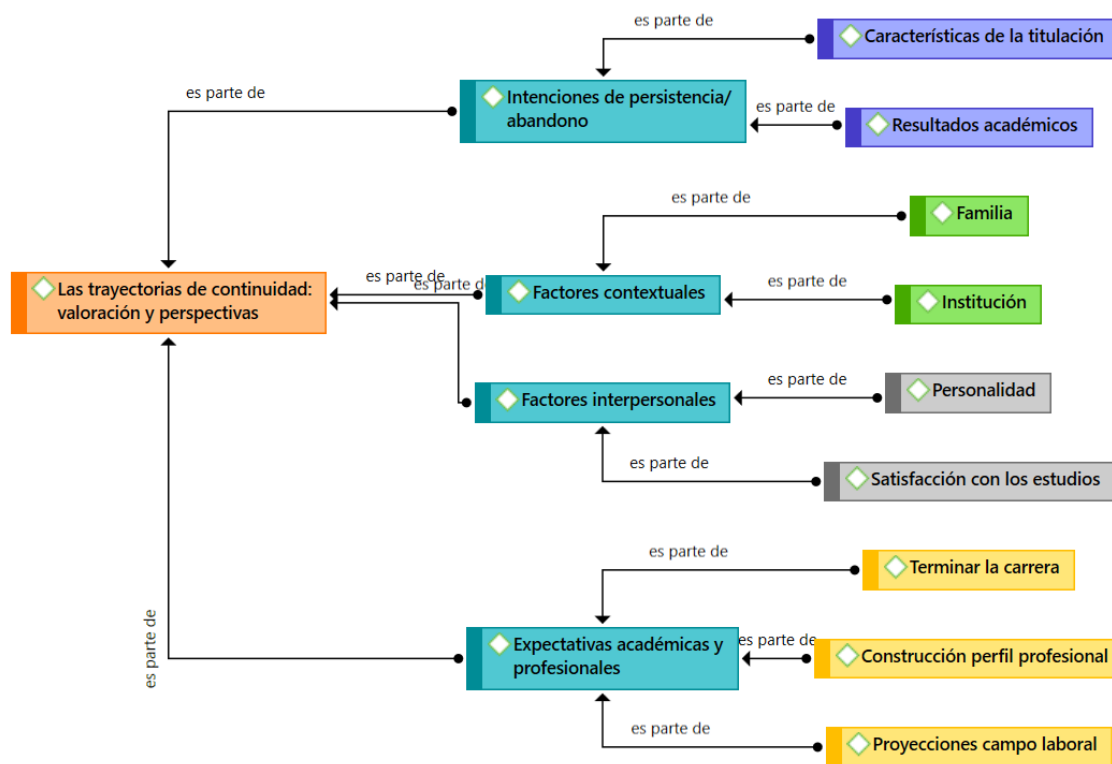 es parte de
Características de la titulación
es parte de
Intenciones de persistencia/
abandono
es parte de
Resultados académicos
es parte de
Familia
Las trayectorias de continuidad:
valoración y perspectivas
es parte de
es parte de
Factores contextuales
es parte de
Institución
Factores interpersonales
es parte de
Personalidad
es parte de
Satisfacción con los estudios
es parte de
Terminar la carrera
es parte de
Expectativas académicas y
profesionales
es parte de
Construcción perfil profesional
es parte de
Proyecciones campo laboral